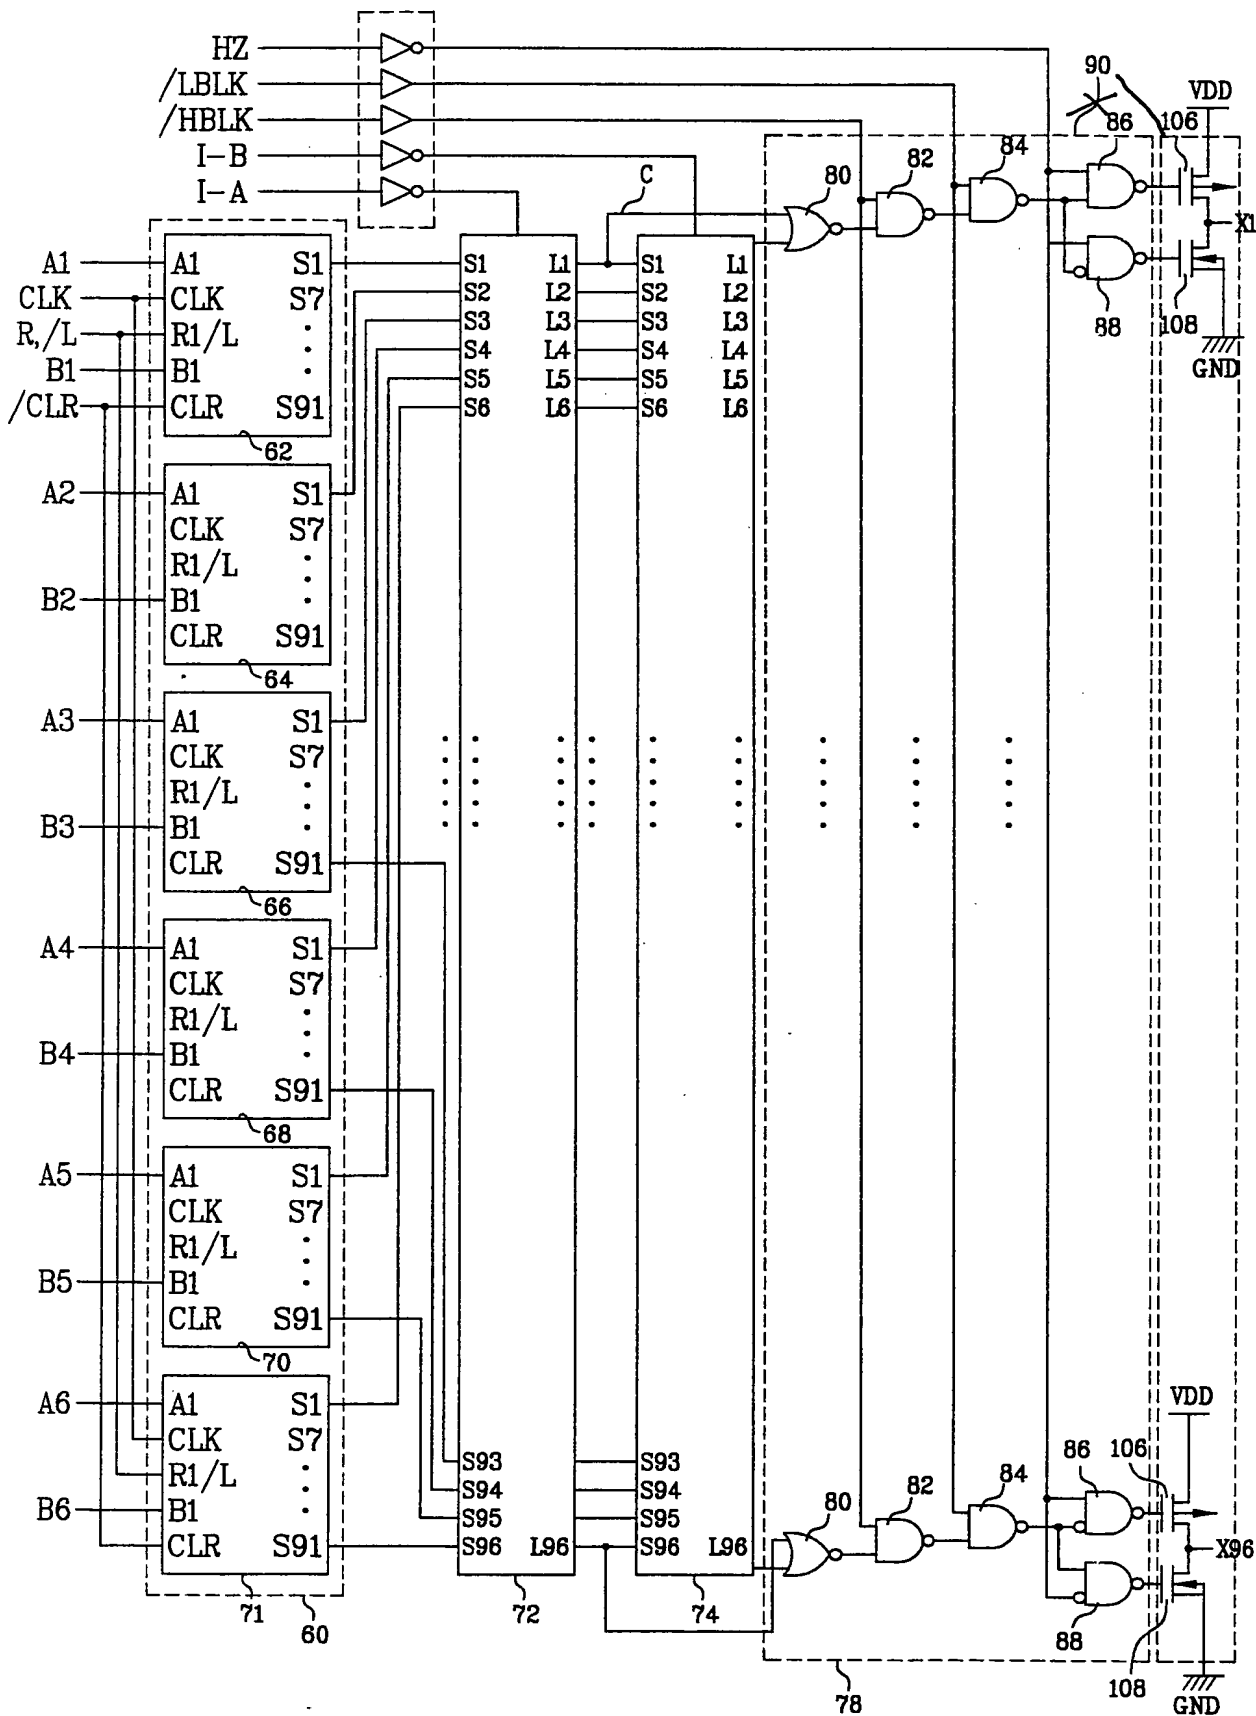 HZ
/LBLK
/HBLK
I-B
I-A
90
VDD
86
106
84
82
80
C
X1
88
108
GND
A1
CLK
R,/L
B1
/CLR
A1 S1
CLK S7
R1/L
B1
CLR S91
62
S1 L1
S2 L2
S3 L3
S4 L4
S5 L5
S6 L6
S1 L1
S2 L2
S3 L3
S4 L4
S5 L5
S6 L6
A2
B2
A1 S1
CLK S7
R1/L
B1
CLR S91
64
A3
B3
A1 S1
CLK S7
R1/L
B1
CLR S91
66
A4
B4
A1 S1
CLK S7
R1/L
B1
CLR S91
68
A5
B5
A1 S1
CLK S7
R1/L
B1
CLR S91
70
A6
B6
A1 S1
CLK S7
R1/L
B1
CLR S91
71
60
S93
S94
S95
S96 L96
72
S93
S94
S95
S96 L96
74
80
82
84
86
106
VDD
X96
88
108
GND
78